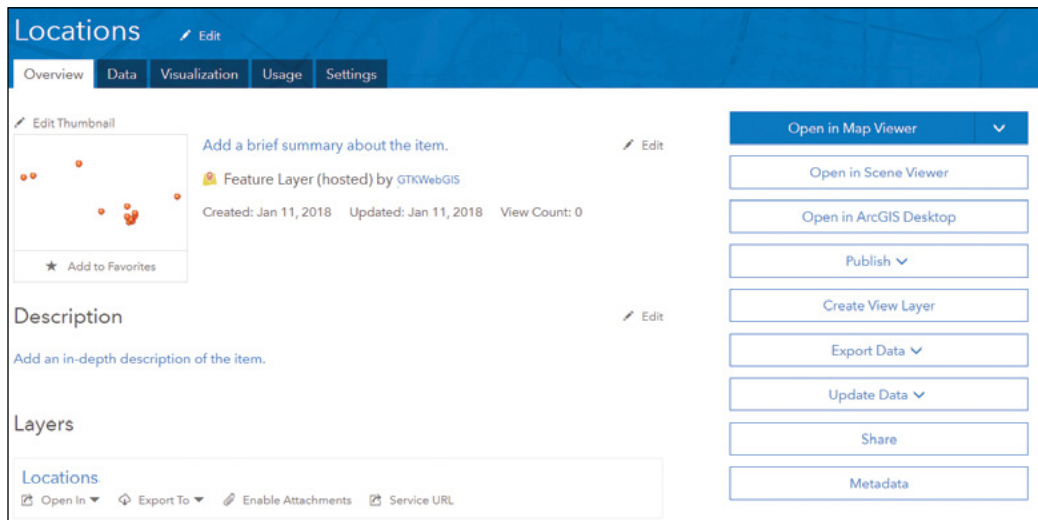 Locations Edit
Overview Data Visualization Usage Settings
Edit Thumbnail
Add to Favorites
Add a brief summary about the item. Edit
Feature Layer (hosted) by GTKWebGIS
Created: Jan 11, 2018 Updated: Jan 11, 2018 View Count: 0
Description Edit
Add an in-depth description of the item.
Layers
Locations
Open In Export To Enable Attachments Service URL
Open in Map Viewer
Open in Scene Viewer
Open in ArcGIS Desktop
Publish
Create View Layer
Export Data
Update Data
Share
Metadata